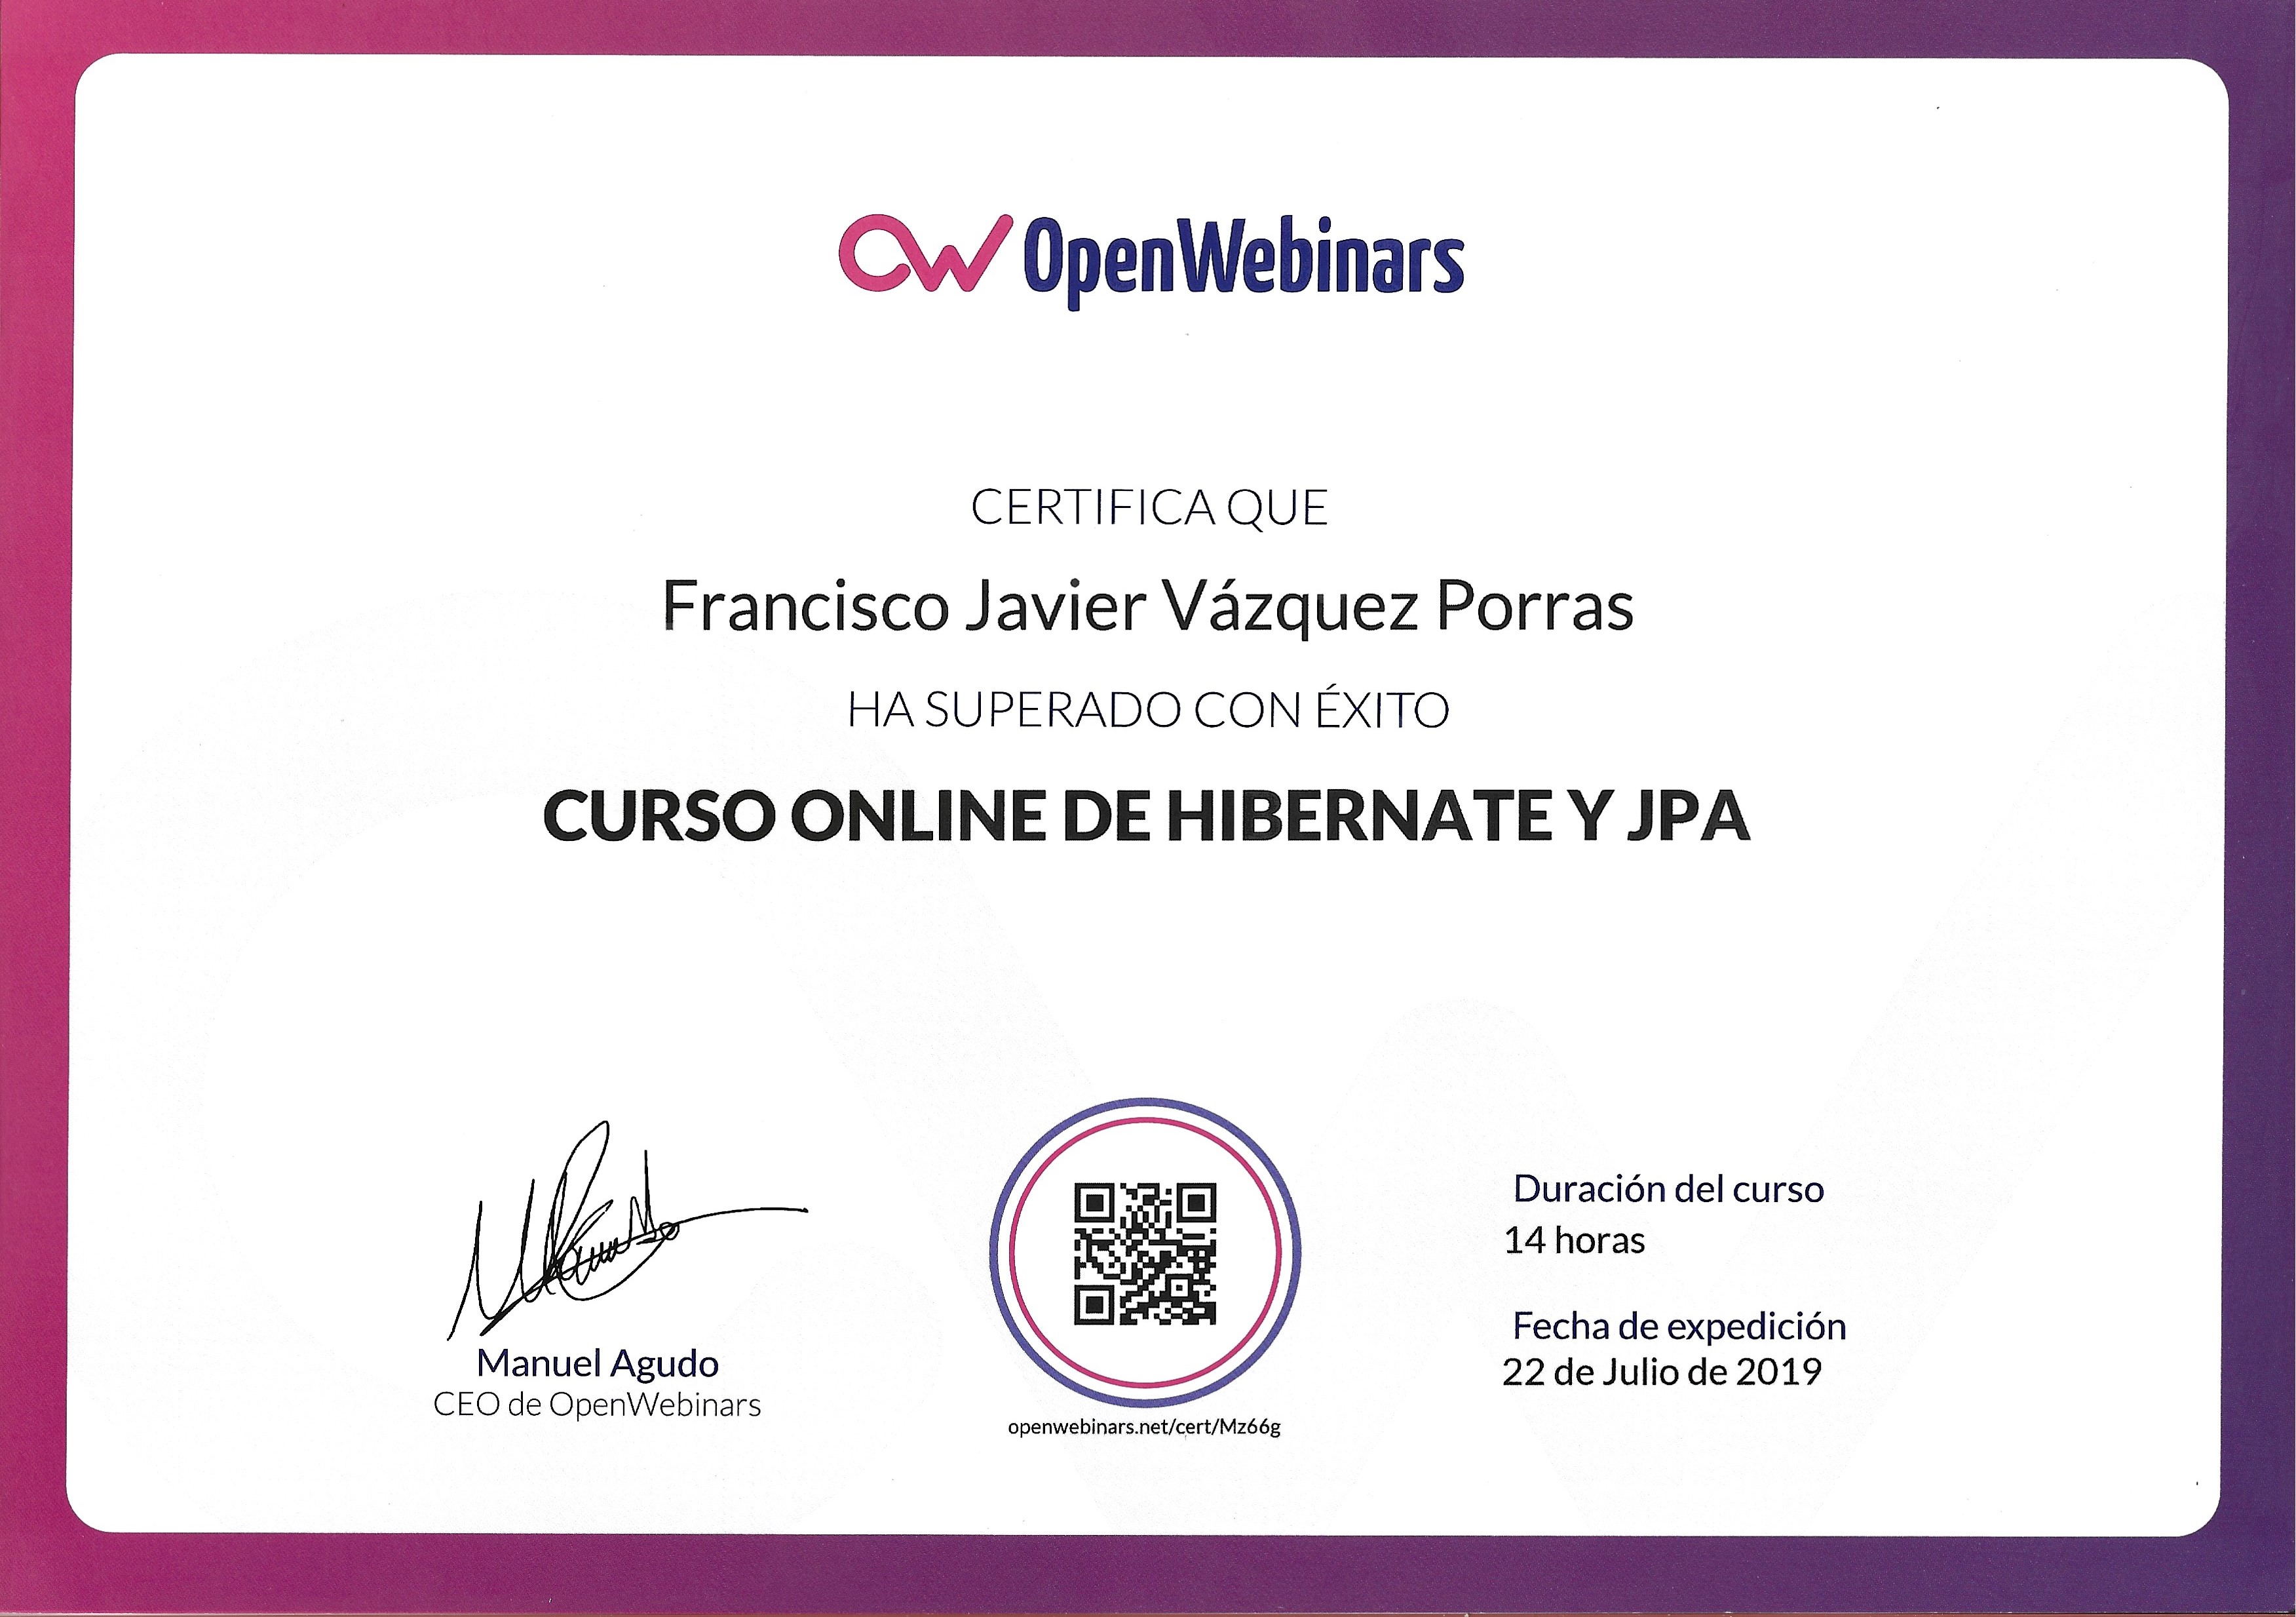 OpenWebinars
CERTIFICA QUE
Francisco Javier Vázquez Porras
HA SUPERADO CON ÉXITO
CURSO ONLINE DE HIBERNATE Y JPA
Manuel Agudo
CEO de OpenWebinars
openwebinars.net/cert/Mz66g
Duración del curso
14 horas
Fecha de expedición
22 de Julio de 2019